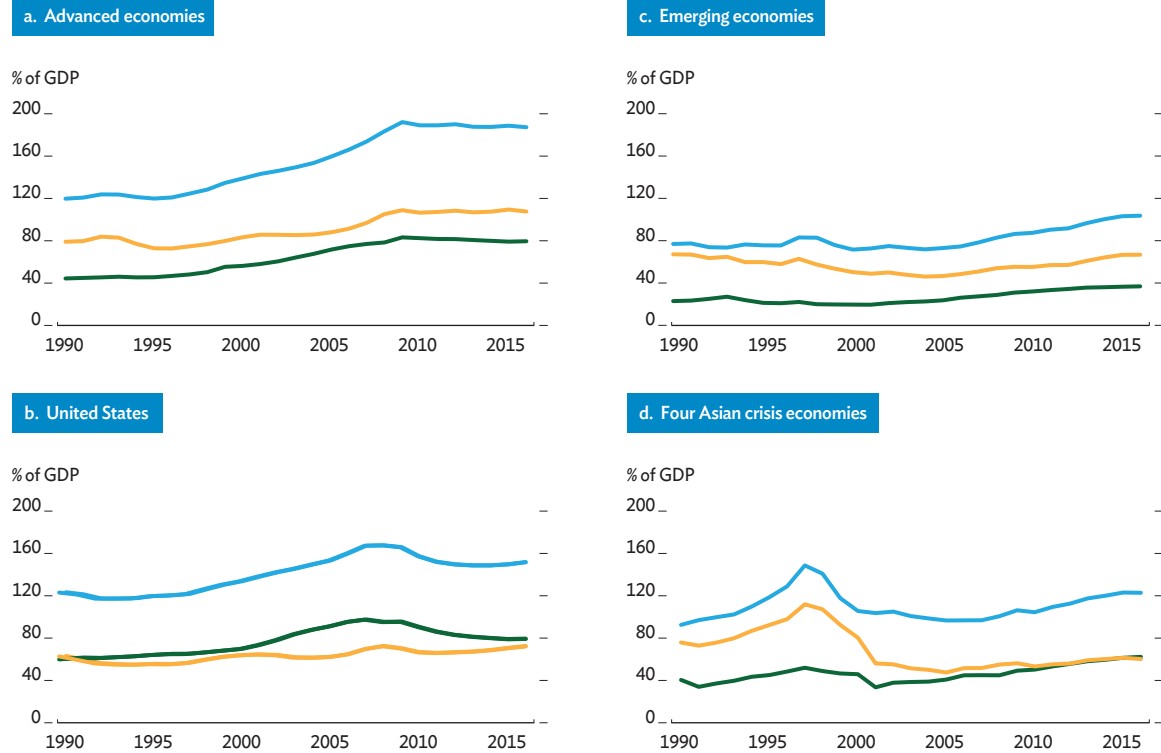 a. Advanced economies
% of GDP
200
160
120
80
40
0
1990 1995 2000 2005 2010 2015
c. Emerging economies
% of GDP
200
160
120
80
40
0
1990 1995 2000 2005 2010 2015
b. United States
% of GDP
200
160
120
80
40
0
1990 1995 2000 2005 2010 2015
d. Four Asian crisis economies
% of GDP
200
160
120
80
40
0
1990 1995 2000 2005 2010 2015